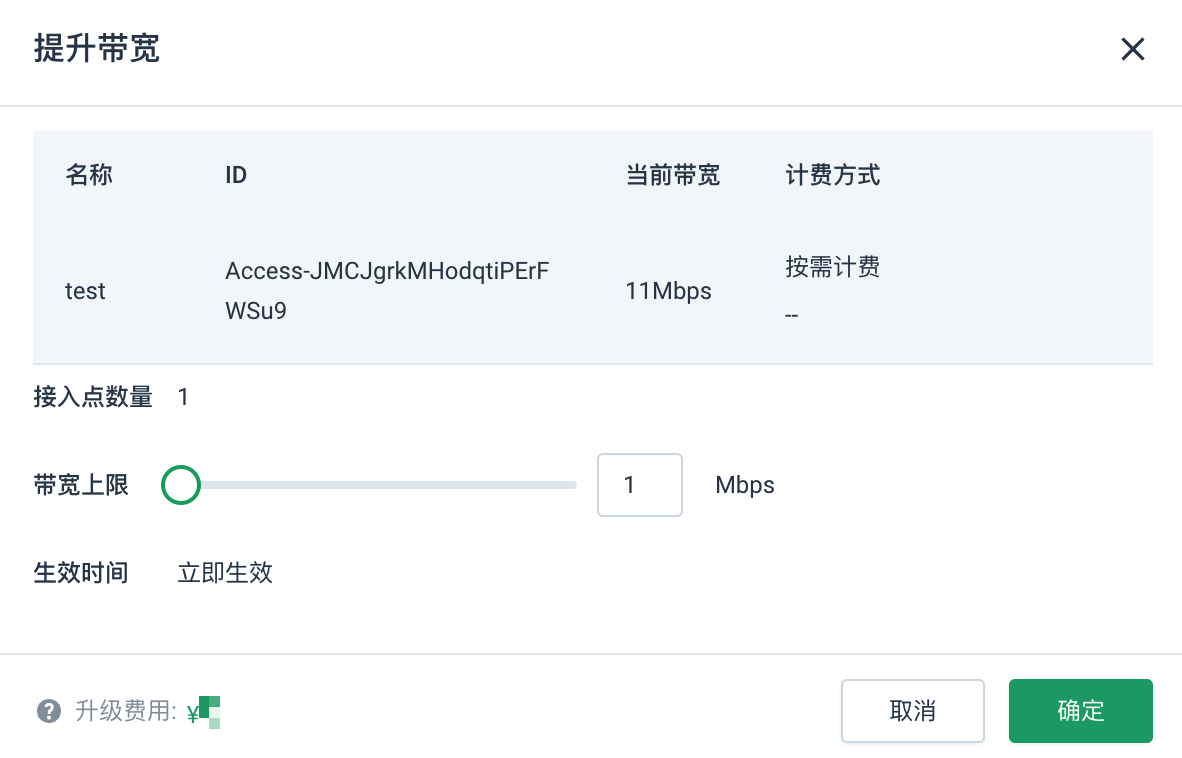 提升带宽
名称 ID 当前带宽 计费方式
test Access-JMCJgrkMHodqtiPErF 11Mbps 按需计费
WSu9 --
接入点数量 1
带宽上限 1 Mbps
生效时间 立即生效
升级费用: ¥
取消 确定